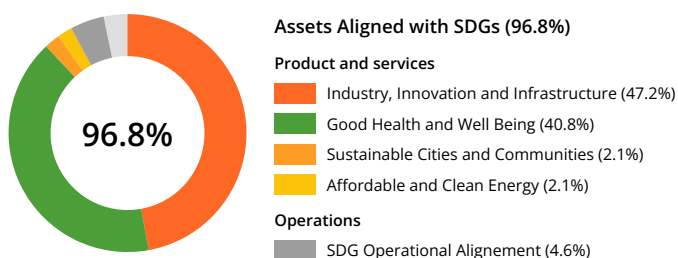 Assets Aligned with SDGs (96.8%)
Product and services
Industry, Innovation and Infrastructure (47.2%)
96.8%
Good Health and Well Being (40.8%)
Sustainable Cities and Communities (2.1%)
Affordable and Clean Energy (2.1%)
Operations
SDG Operational Alignement (4.6%)